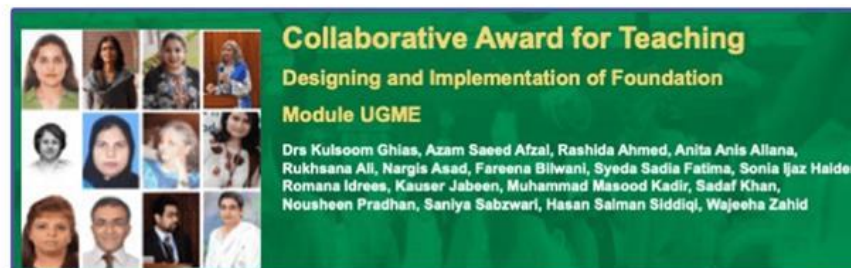 Collaborative Award for Teaching
Designing and Implementation of Foundation
Module UGME
Drs Kulsoom Ghias, Azam Saeed Afzal, Rashida Ahmed, Anita Anis Allana,
Rukhsana Ali, Nargis Asad, Fareena Bilwani, Syeda Sadia Fatima, Sonia Ijaz Haide
Romana Idrees, Kauser Jabeen, Muhammad Masood Kadir, Sadaf Khan,
Nousheen Pradhan, Saniya Sabzwari, Hasan Salman Siddiqi, Wajeeha Zahid